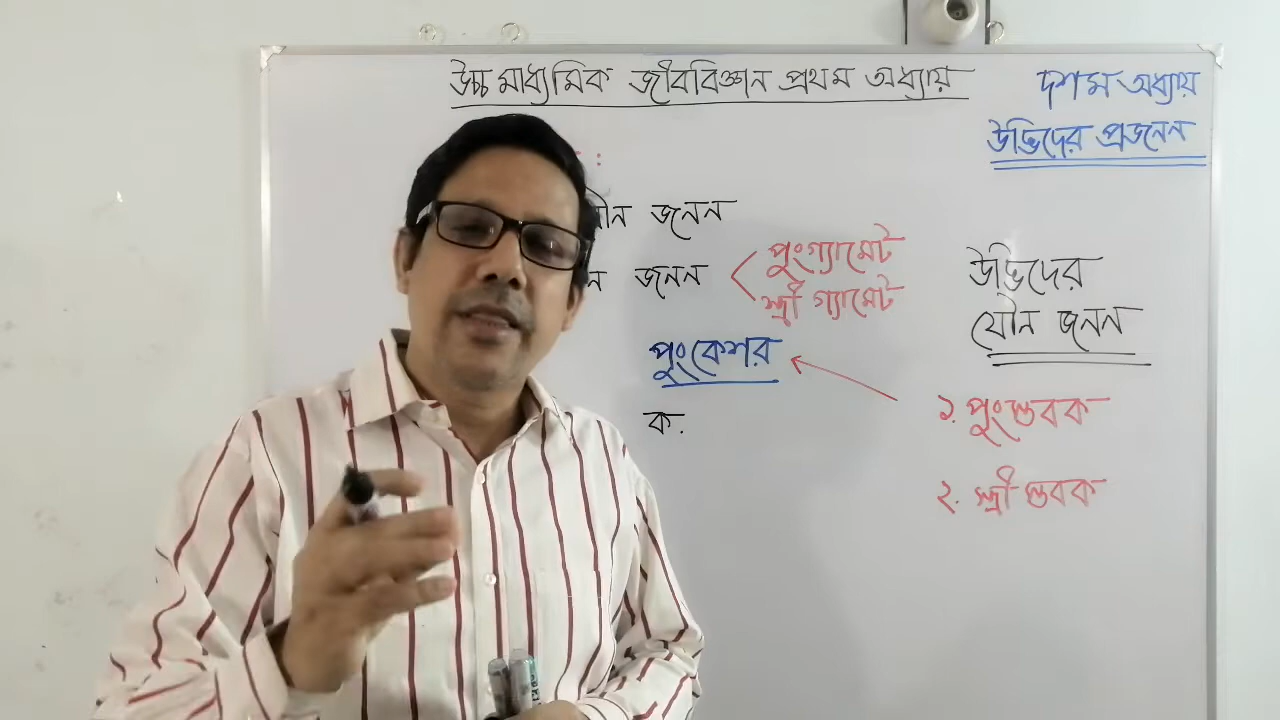 উচ্চ মাধ্যমিক জীববিজ্ঞান প্রথম অধ্যায়
দশম অধ্যায়
উদ্ভিদের প্রজনন
জনন
জনন
পুংগ্যামেট
স্ত্রী গ্যামেট
উদ্ভিদের
যৌন জনন
পুংকেশর
ক.
১. পুংস্তবক
২. স্ত্রী স্তবক